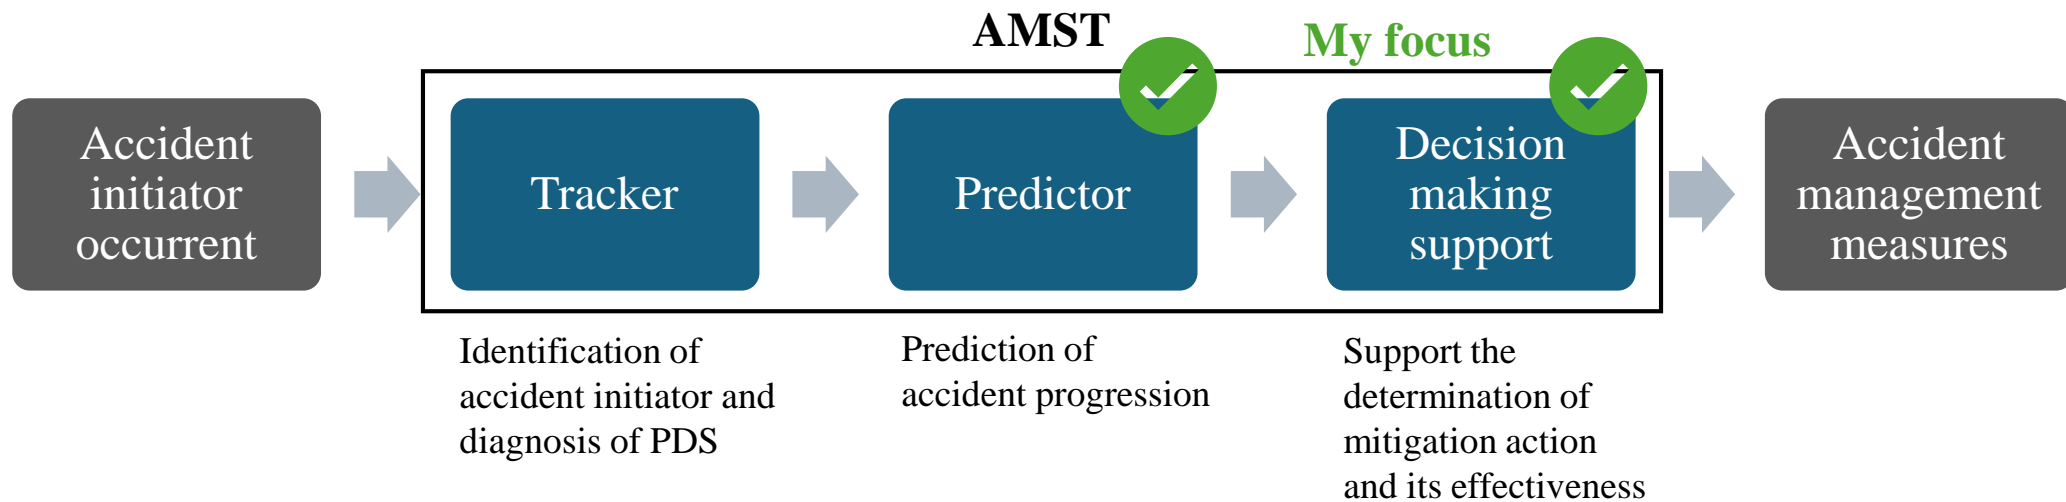 AMST
My focus
Accident
initiator
occurrent
Tracker
Predictor
Decision
making
support
Accident
management
measures
Identification of
accident initiator and
diagnosis of PDS
Prediction of
accident progression
Support the
determination of
mitigation action
and its effectiveness